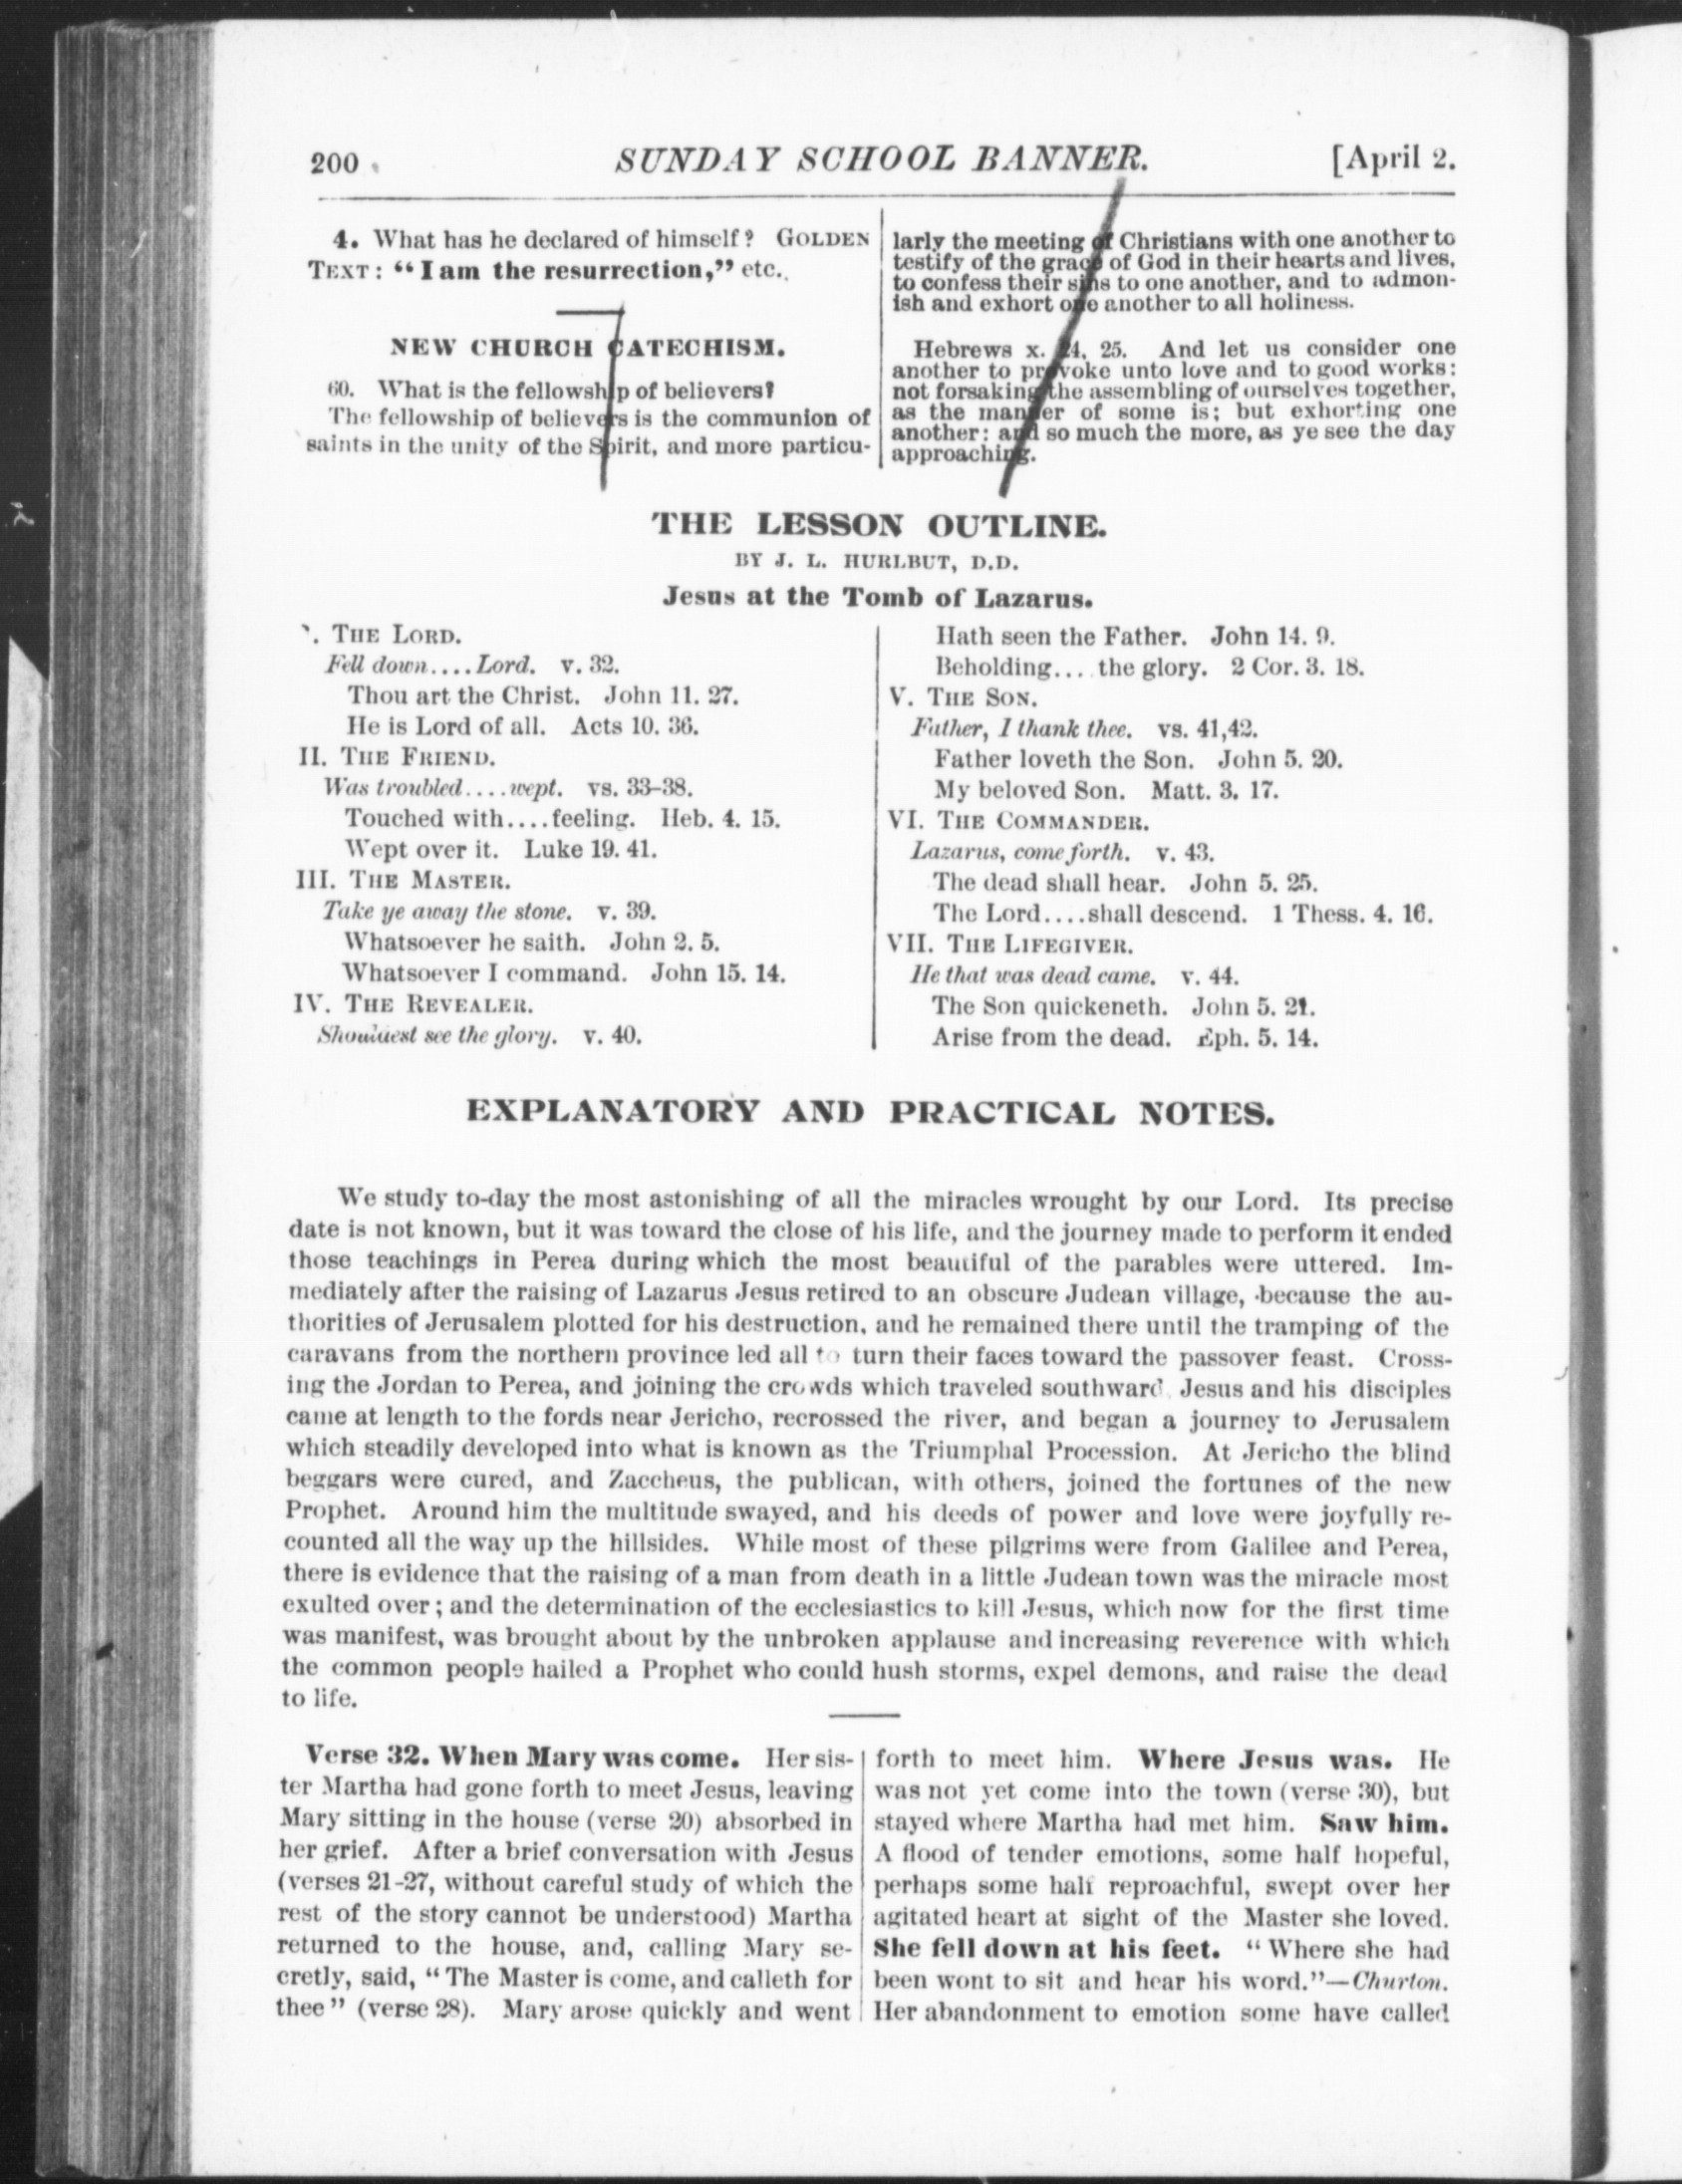 200 SUNDAY SCHOOL BANNER. [April 2.
4. What has he declared of himself? GOLDEN
TEXT: "I am the resurrection," etc.
NEW CHURCH CATECHISM.
60. What is the fellowship of believers?
The fellowship of believers is the communion of
saints in the unity of the Spirit, and more particu-
larly the meeting of Christians with one another to
testify of the grace of God in their hearts and lives,
to confess their sins to one another, and to admon-
ish and exhort one another to all holiness.
Hebrews x. 24, 25. And let us consider one
another to provoke unto love and to good works:
not forsaking the assembling of ourselves together,
as the manner of some is; but exhorting one
another: and so much the more, as ye see the day
approaching.
THE LESSON OUTLINE.
BY J. L. HURLBUT, D.D.
Jesus at the Tomb of Lazarus.
. THE LORD.
Fell down....Lord. v. 32.
Thou art the Christ. John 11. 27.
He is Lord of all. Acts 10. 36.
II. THE FRIEND.
Was troubled....wept. vs. 33-38.
Touched with....feeling. Heb. 4. 15.
Wept over it. Luke 19. 41.
III. THE MASTER.
Take ye away the stone. v. 39.
Whatsoever he saith. John 2. 5.
Whatsoever I command. John 15. 14.
IV. THE REVEALER.
Shouldest see the glory. v. 40.
Hath seen the Father. John 14. 9.
Beholding....the glory. 2 Cor. 3. 18.
V. THE SON.
Father, I thank thee. vs. 41,42.
Father loveth the Son. John 5. 20.
My beloved Son. Matt. 3. 17.
VI. THE COMMANDER.
Lazarus, come forth. v. 43.
The dead shall hear. John 5. 25.
The Lord....shall descend. 1 Thess. 4. 16.
VII. THE LIFEGIVER.
He that was dead came. v. 44.
The Son quickeneth. John 5. 21.
Arise from the dead. Eph. 5. 14.
EXPLANATORY AND PRACTICAL NOTES.
We study to-day the most astonishing of all the miracles wrought by our Lord. Its precise
date is not known, but it was toward the close of his life, and the journey made to perform it ended
those teachings in Perea during which the most beautiful of the parables were uttered. Im-
mediately after the raising of Lazarus Jesus retired to an obscure Judean village, because the au-
thorities of Jerusalem plotted for his destruction, and he remained there until the tramping of the
caravans from the northern province led all to turn their faces toward the passover feast. Cross-
ing the Jordan to Perea, and joining the crowds which traveled southward Jesus and his disciples
came at length to the fords near Jericho, recrossed the river, and began a journey to Jerusalem
which steadily developed into what is known as the Triumphal Procession. At Jericho the blind
beggars were cured, and Zaccheus, the publican, with others, joined the fortunes of the new
Prophet. Around him the multitude swayed, and his deeds of power and love were joyfully re-
counted all the way up the hillsides. While most of these pilgrims were from Galilee and Perea,
there is evidence that the raising of a man from death in a little Judean town was the miracle most
exulted over; and the determination of the ecclesiastics to kill Jesus, which now for the first time
was manifest, was brought about by the unbroken applause and increasing reverence with which
the common people hailed a Prophet who could hush storms, expel demons, and raise the dead
to life.
Verse 32. When Mary was come. Her sis-
ter Martha had gone forth to meet Jesus, leaving
Mary sitting in the house (verse 20) absorbed in
her grief. After a brief conversation with Jesus
(verses 21-27, without careful study of which the
rest of the story cannot be understood) Martha
returned to the house, and, calling Mary se-
cretly, said, "The Master is come, and calleth for
thee" (verse 28). Mary arose quickly and went
forth to meet him. Where Jesus was. He
was not yet come into the town (verse 30), but
stayed where Martha had met him. Saw him.
A flood of tender emotions, some half hopeful,
perhaps some half reproachful, swept over her
agitated heart at sight of the Master she loved.
She fell down at his feet. "Where she had
been wont to sit and hear his word."—Churton.
Her abandonment to emotion some have called